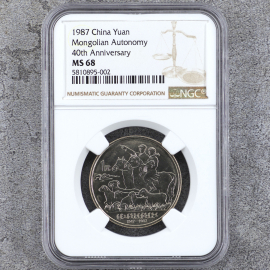 1987 China Yuan
Mongolian Autonomy
40th Anniversary
MS 68
5810895-002
NUMISMATIC GUARANTY CORPORATION
NGC